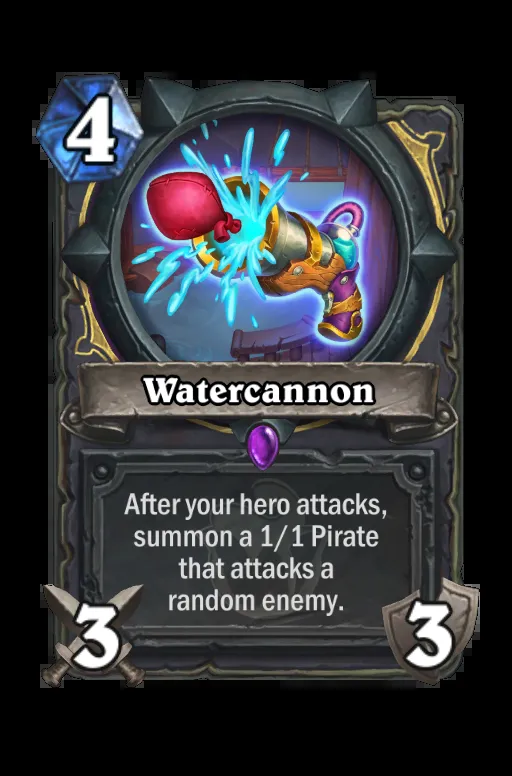 4
Watercannon
After your hero attacks,
summon a 1/1 Pirate
that attacks a
random enemy.
3
3